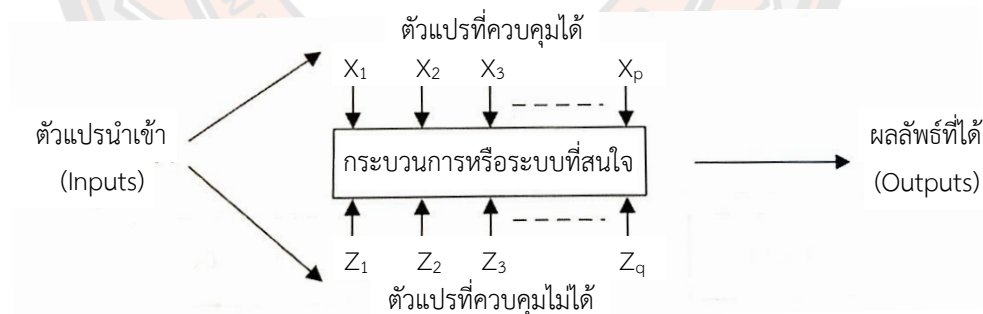 ตัวแปรที่ควบคุมได้
X₁ X₂ X₃ Xₚ
ตัวแปรนำเข้า
(Inputs)
กระบวนการหรือระบบที่สนใจ
ผลลัพธ์ที่ได้
(Outputs)
Z₁ Z₂ Z₃ Z_q
ตัวแปรที่ควบคุมไม่ได้